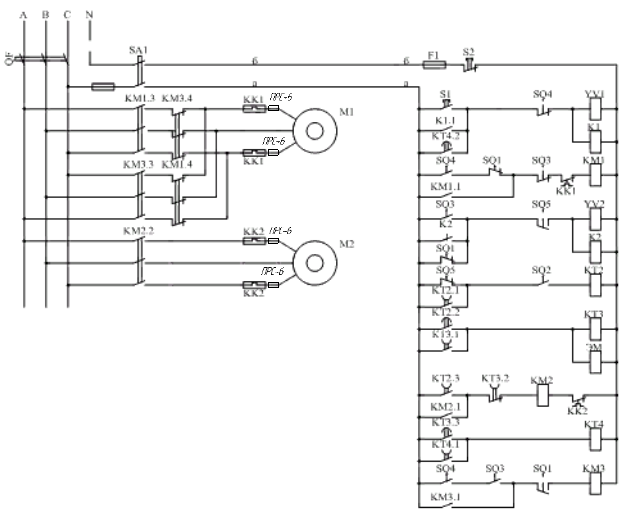 A B C N
QF
SA1
б б F1 S2
а а
KM1.3 KM3.4 KK1 ПРС-6 M1
ПРС-6
KK1
KM3.3 KM1.4
KM2.2 KK2 ПРС-6 M2
ПРС-6
KK2
S1 SQ4 YV1
K1.1 K1
KT4.2
SQ4 SQ1 SQ3 KM1
KK1
KM1.1
SQ3 SQ5 YV2
K2 K2
SQ1
SQ5 SQ2 KT2
KT2.1
KT2.2 KT3
KT3.1 ЭМ
KT2.3 KT3.2 KM2
KM2.1 KK2
KT3.3 KT4
KT4.1
SQ4 SQ3 SQ1 KM3
KM3.1